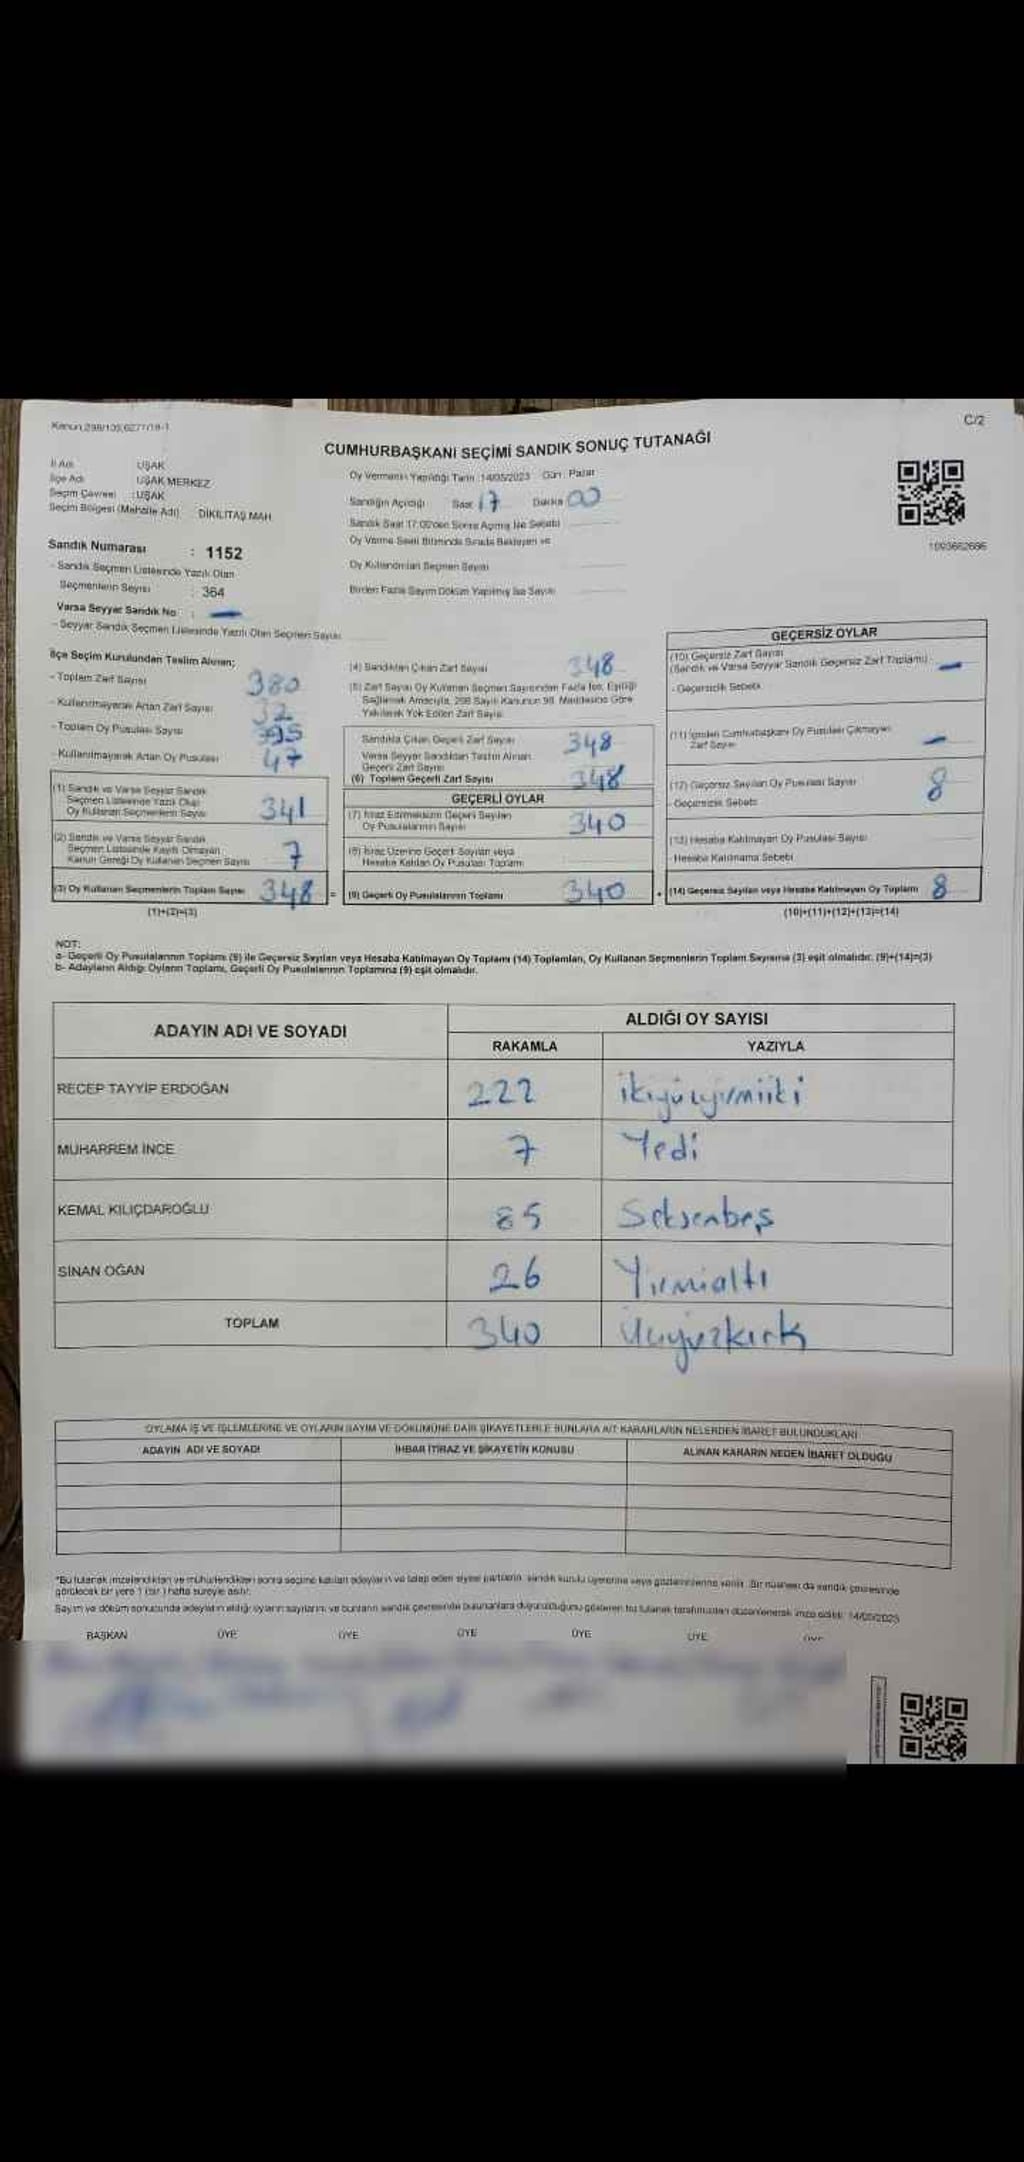 Kanun:298/105,6271/18-1
C/2
CUMHURBAŞKANI SEÇİMİ SANDIK SONUÇ TUTANAĞI
İl Adı : UŞAK
İlçe Adı : UŞAK MERKEZ
Seçim Çevresi : UŞAK
Seçim Bölgesi (Mahalle Adı) : DİKİLİTAŞ MAH
Sandık Numarası : 1152
- Sandık Seçmen Listesinde Yazılı Olan
Seçmenlerin Sayısı : 364
Varsa Seyyar Sandık No : -
- Seyyar Sandık Seçmen Listesinde Yazılı Olan Seçmen Sayısı
Oy Vermenin Yapıldığı Tarih :14/05/2023 Gün: Pazar
Sandığın Açıldığı Saat 17 Dakika 00
Sandık Saat 17:00'den Sonra Açılmış İse Sebebi
Oy Verme Saati Bitiminde Sırada Bekleyen ve
Oy Kullandırılan Seçmen Sayısı
Birden Fazla Sayım Döküm Yapılmış İse Sayısı
1093662686
İlçe Seçim Kurulundan Teslim Alınan;
- Toplam Zarf Sayısı 380
- Kullanılmayarak Artan Zarf Sayısı 32
- Toplam Oy Pusulası Sayısı 395
- Kullanılmayarak Artan Oy Pusulası 47
(1) Sandık ve Varsa Seyyar Sandık
Seçmen Listesinde Yazılı Olup
Oy Kullanan Seçmenlerin Sayısı 341
(2) Sandık ve Varsa Seyyar Sandık
Seçmen Listesinde Kayıtlı Olmayan
Kanun Gereği Oy Kullanan Seçmen Sayısı 7
(3) Oy Kullanan Seçmenlerin Toplam Sayısı 348 =
(1)+(2)=(3)
(4) Sandıktan Çıkan Zarf Sayısı 348
(5) Zarf Sayısı Oy Kullanan Seçmen Sayısından Fazla İse, Eşitliği
Sağlamak Amacıyla, 298 Sayılı Kanunun 98. Maddesine Göre
Yakılarak Yok Edilen Zarf Sayısı
Sandıkta Çıkan Geçerli Zarf Sayısı 348
Varsa Seyyar Sandıktan Teslim Alınan
Geçerli Zarf Sayısı
(6) Toplam Geçerli Zarf Sayısı 348
GEÇERLİ OYLAR
(7) İtiraz Edilmeksizin Geçerli Sayılan
Oy Pusulalarının Sayısı 340
(8) İtiraz Üzerine Geçerli Sayılan veya
Hesaba Katılan Oy Pusulası Toplamı
(9) Geçerli Oy Pusulalarının Toplamı 340 +
GEÇERSİZ OYLAR
(10) Geçersiz Zarf Sayısı
(Sandık ve Varsa Seyyar Sandık Geçersiz Zarf Toplamı) -
- Geçersizlik Sebebi
(11) İçinden Cumhurbaşkanı Oy Pusulası Çıkmayan
Zarf Sayısı -
(12) Geçersiz Sayılan Oy Pusulası Sayısı 8
- Geçersizlik Sebebi
(13) Hesaba Katılmayan Oy Pusulası Sayısı
- Hesaba Katılmama Sebebi
(14) Geçersiz Sayılan veya Hesaba Katılmayan Oy Toplamı 8
(10)+(11)+(12)+(13)=(14)
NOT:
a- Geçerli Oy Pusulalarının Toplamı (9) ile Geçersiz Sayılan veya Hesaba Katılmayan Oy Toplamı (14) Toplamları, Oy Kullanan Seçmenlerin Toplam Sayısına (3) eşit olmalıdır. (9)+(14)=(3)
b- Adayların Aldığı Oyların Toplamı, Geçerli Oy Pusulalarının Toplamına (9) eşit olmalıdır.
ADAYIN ADI VE SOYADI
ALDIĞI OY SAYISI
RAKAMLA YAZIYLA
RECEP TAYYİP ERDOĞAN 222 ikiyüzyirmiiki
MUHARREM İNCE 7 Yedi
KEMAL KILIÇDAROĞLU 85 Seksenbeş
SİNAN OĞAN 26 Yirmialtı
TOPLAM 340 Üçyüzkırk
OYLAMA İŞ VE İŞLEMLERİNE VE OYLARIN SAYIM VE DÖKÜMÜNE DAİR ŞİKAYETLERLE BUNLARA AİT KARARLARIN NELERDEN İBARET BULUNDUKLARI
ADAYIN ADI VE SOYADI İHBAR İTİRAZ VE ŞİKAYETİN KONUSU ALINAN KARARIN NEDEN İBARET OLDUĞU
*Bu tutanak imzalandıktan ve mühürlendikten sonra seçime katılan adayların ve talep eden siyasi partilerin, sandık kurulu üyelerine veya gözlemcilerine verilir. Bir nüshası da sandık çevresinde
görülecek bir yere 1 (bir) hafta süreyle asılır.
Sayım ve döküm sonucunda adayların aldığı oyların sayılarını ve bunların sandık çevresinde bulunanlara duyurulduğunu gösteren bu tutanak tarafımızdan düzenlenerek imza edildi. 14/05/2023
BAŞKAN ÜYE ÜYE ÜYE ÜYE ÜYE ÜYE